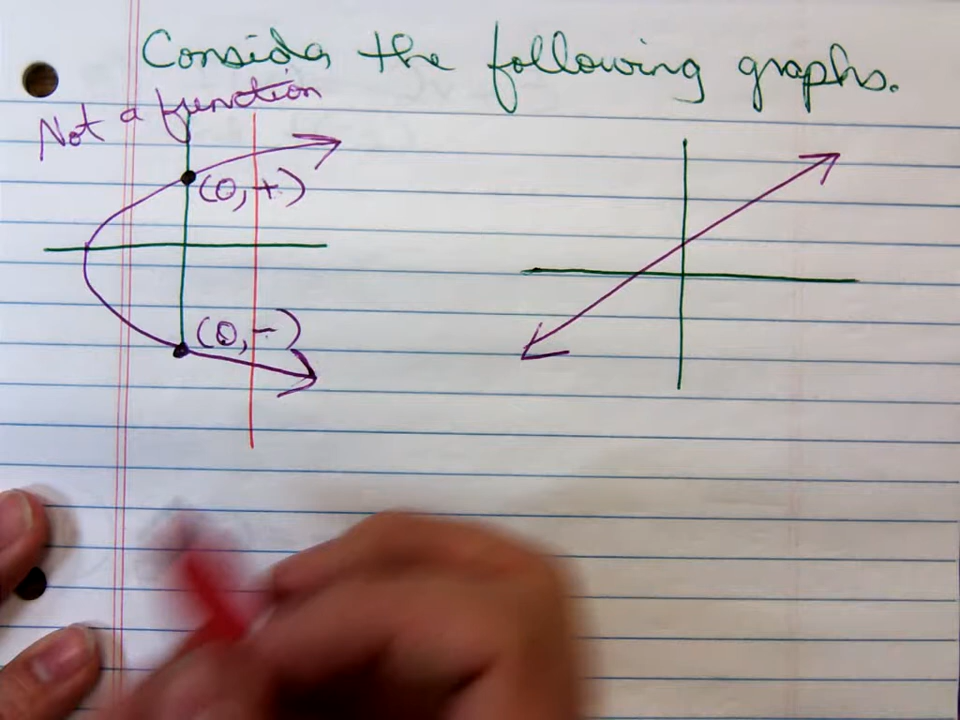 Consider the following graphs.
Not a function
(0,+)
(0,-)